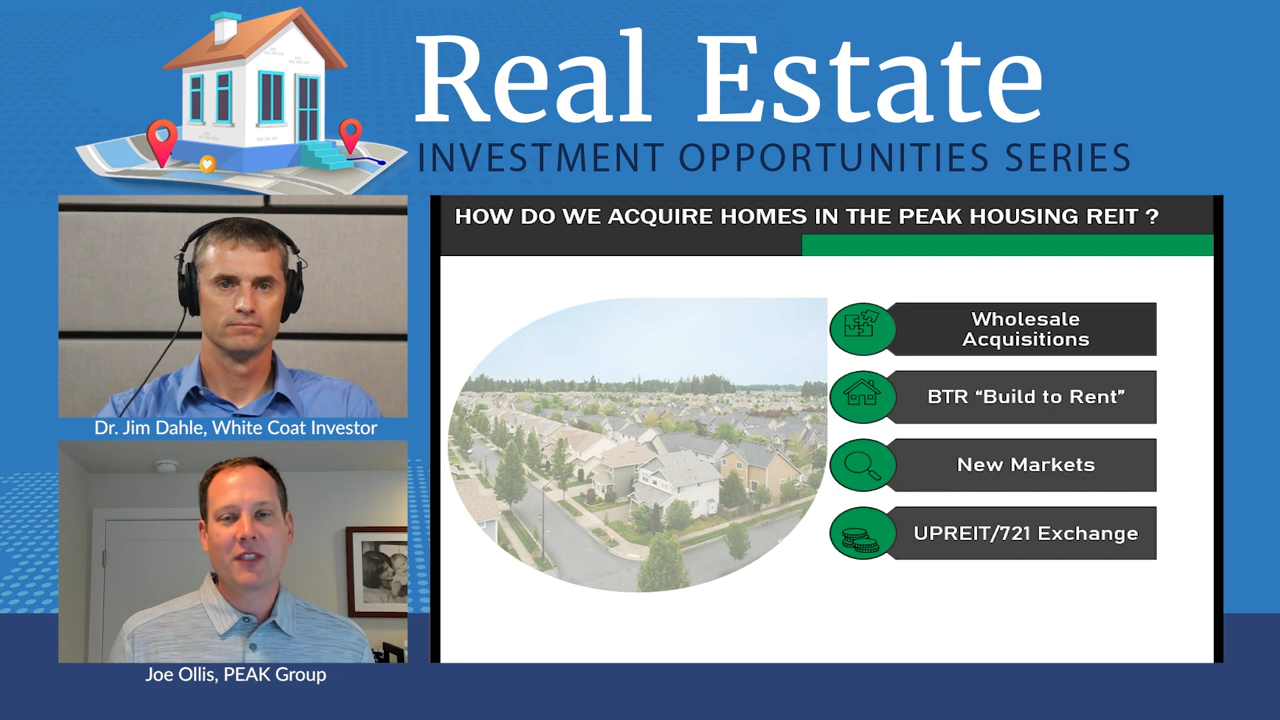 Real Estate
INVESTMENT OPPORTUNITIES SERIES
Dr. Jim Dahle, White Coat Investor
Joe Ollis, PEAK Group
HOW DO WE ACQUIRE HOMES IN THE PEAK HOUSING REIT ?
Wholesale
Acquisitions
BTR “Build to Rent”
New Markets
UPREIT/721 Exchange